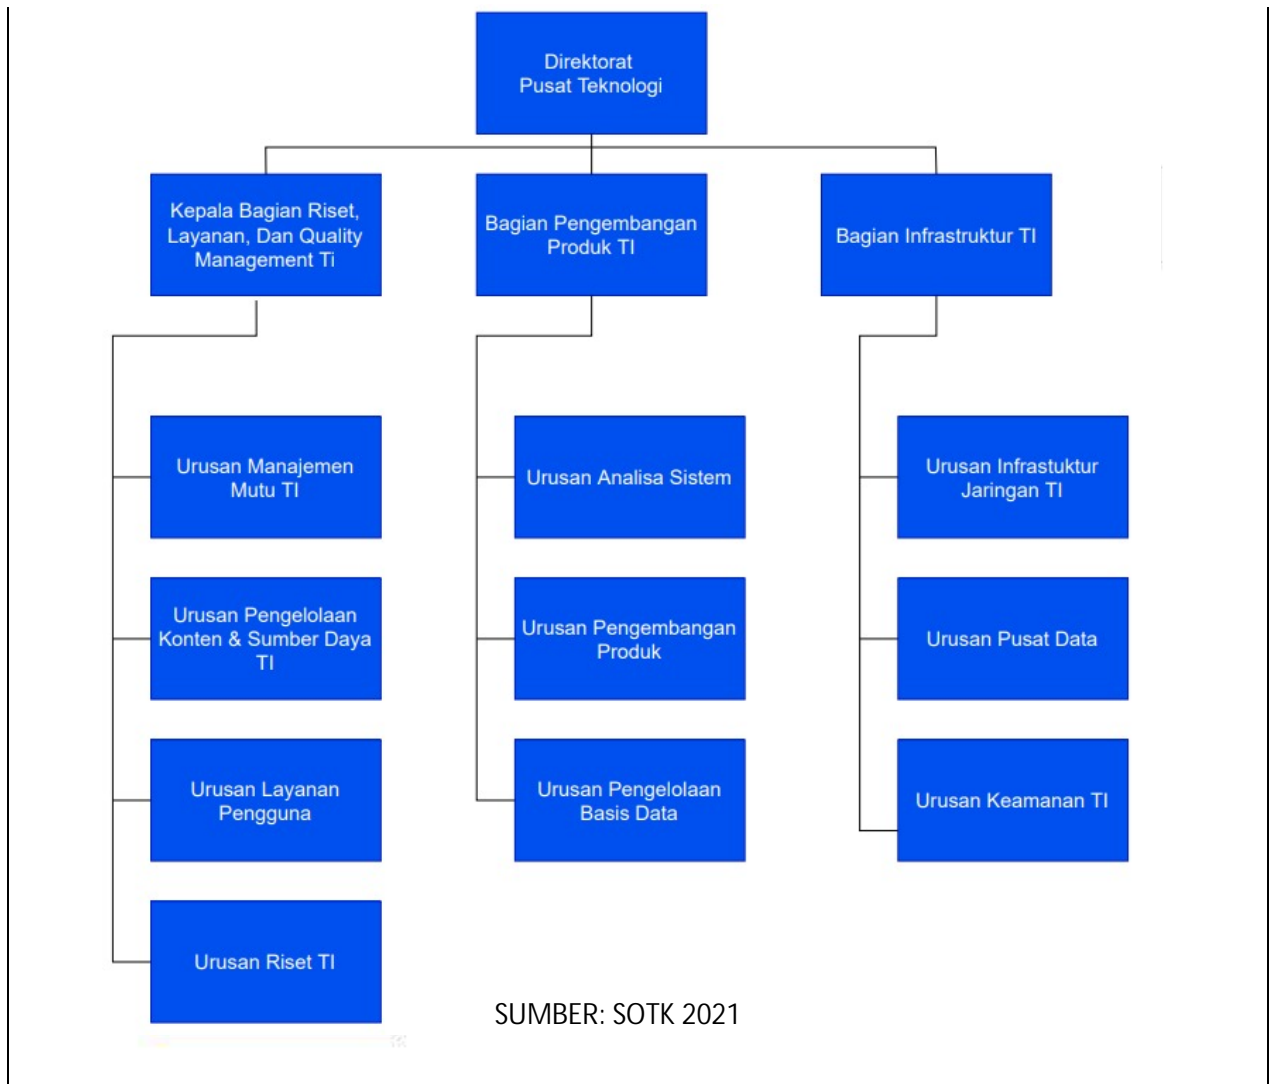 Direktorat
Pusat Teknologi
Kepala Bagian Riset,
Layanan, Dan Quality
Management Ti
Bagian Pengembangan
Produk TI
Bagian Infrastruktur TI
Urusan Manajemen
Mutu TI
Urusan Pengelolaan
Konten & Sumber Daya
TI
Urusan Layanan
Pengguna
Urusan Riset TI
Urusan Analisa Sistem
Urusan Pengembangan
Produk
Urusan Pengelolaan
Basis Data
Urusan Infrastuktur
Jaringan TI
Urusan Pusat Data
Urusan Keamanan TI
SUMBER: SOTK 2021